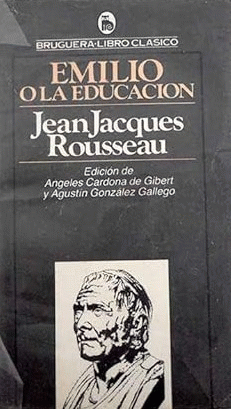 BRUGUERA·LIBRO CLASICO
EMILIO
O LA EDUCACION
Jean Jacques
Rousseau
Edición de
Angeles Cardona de Gibert
y Agustín González Gallego